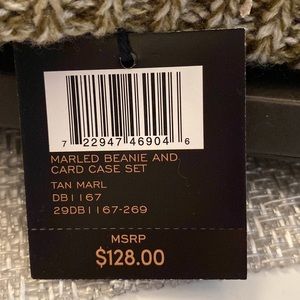 7 22947 46904 6
MARLED BEANIE AND
CARD CASE SET
TAN MARL
DB1167
29DB1167-269
MSRP
$128.00